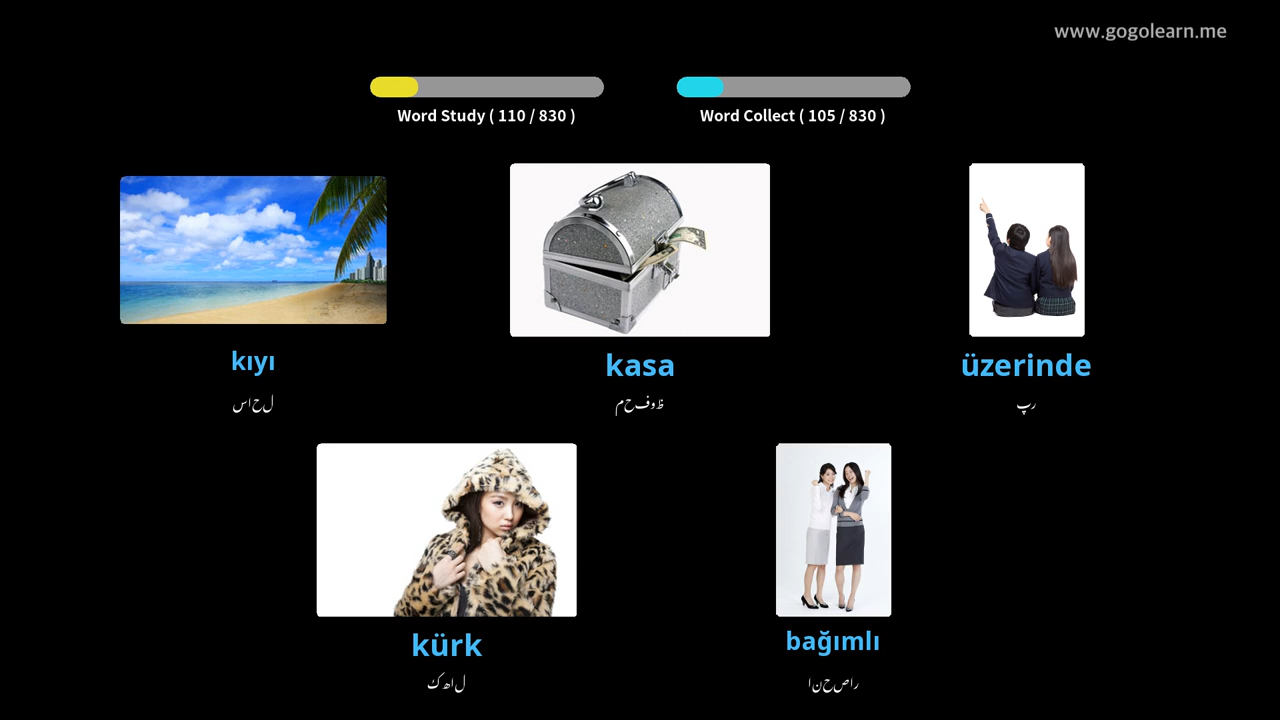 www.gogolearn.me
Word Study ( 110 / 830 )
Word Collect ( 105 / 830 )
kıyı
ساحل
kasa
محفوظ
üzerinde
پر
kürk
کھال
bağımlı
انحصار